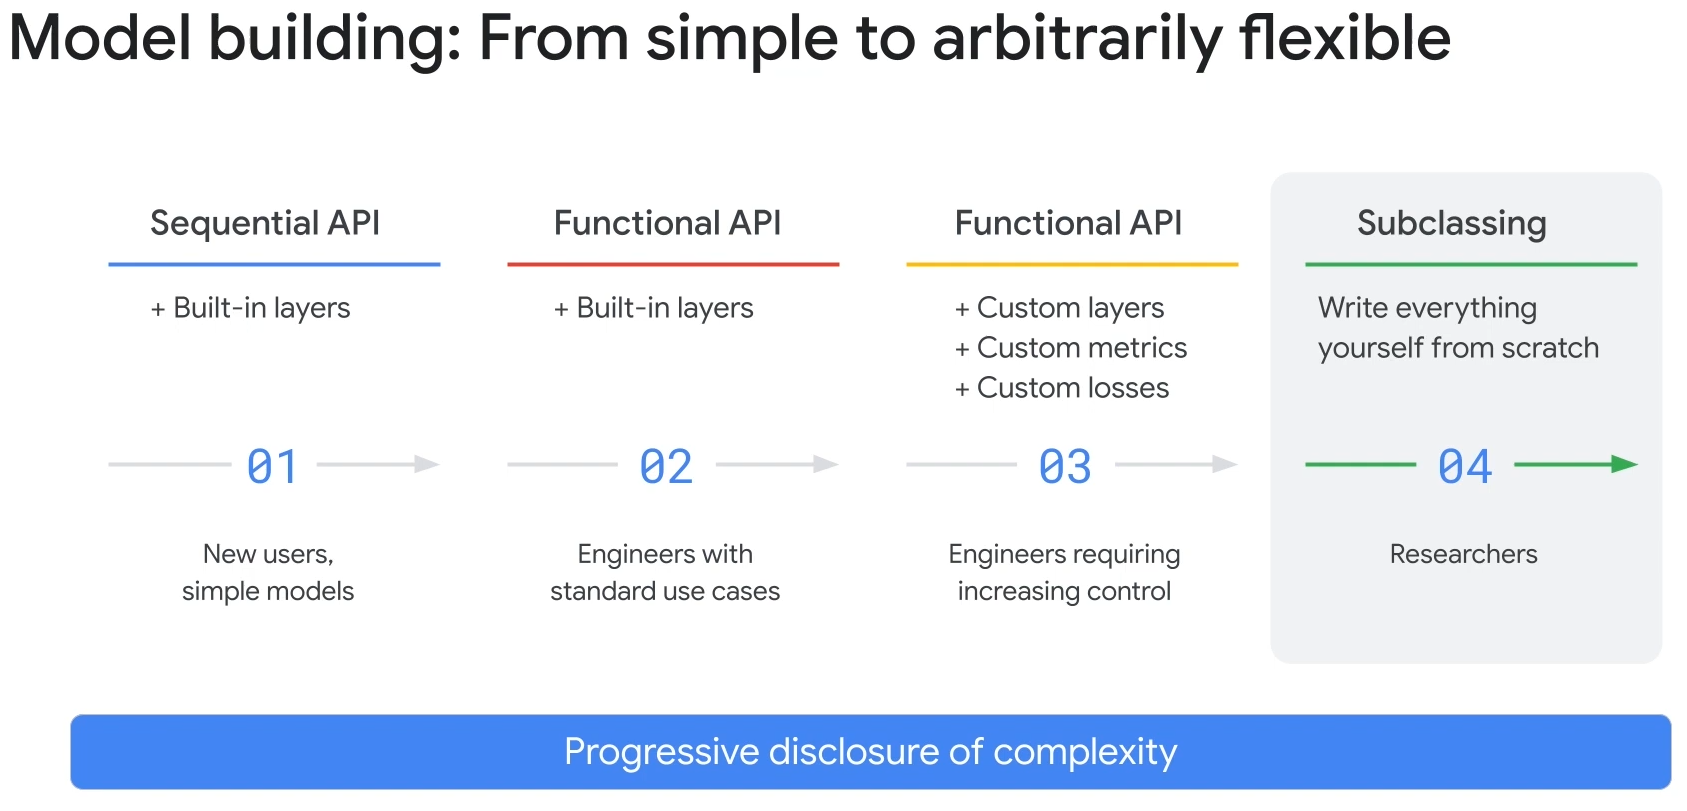 Model building: From simple to arbitrarily flexible
Sequential API
+ Built-in layers
01
New users,
simple models
Functional API
+ Built-in layers
02
Engineers with
standard use cases
Functional API
+ Custom layers
+ Custom metrics
+ Custom losses
03
Engineers requiring
increasing control
Subclassing
Write everything
yourself from scratch
04
Researchers
Progressive disclosure of complexity